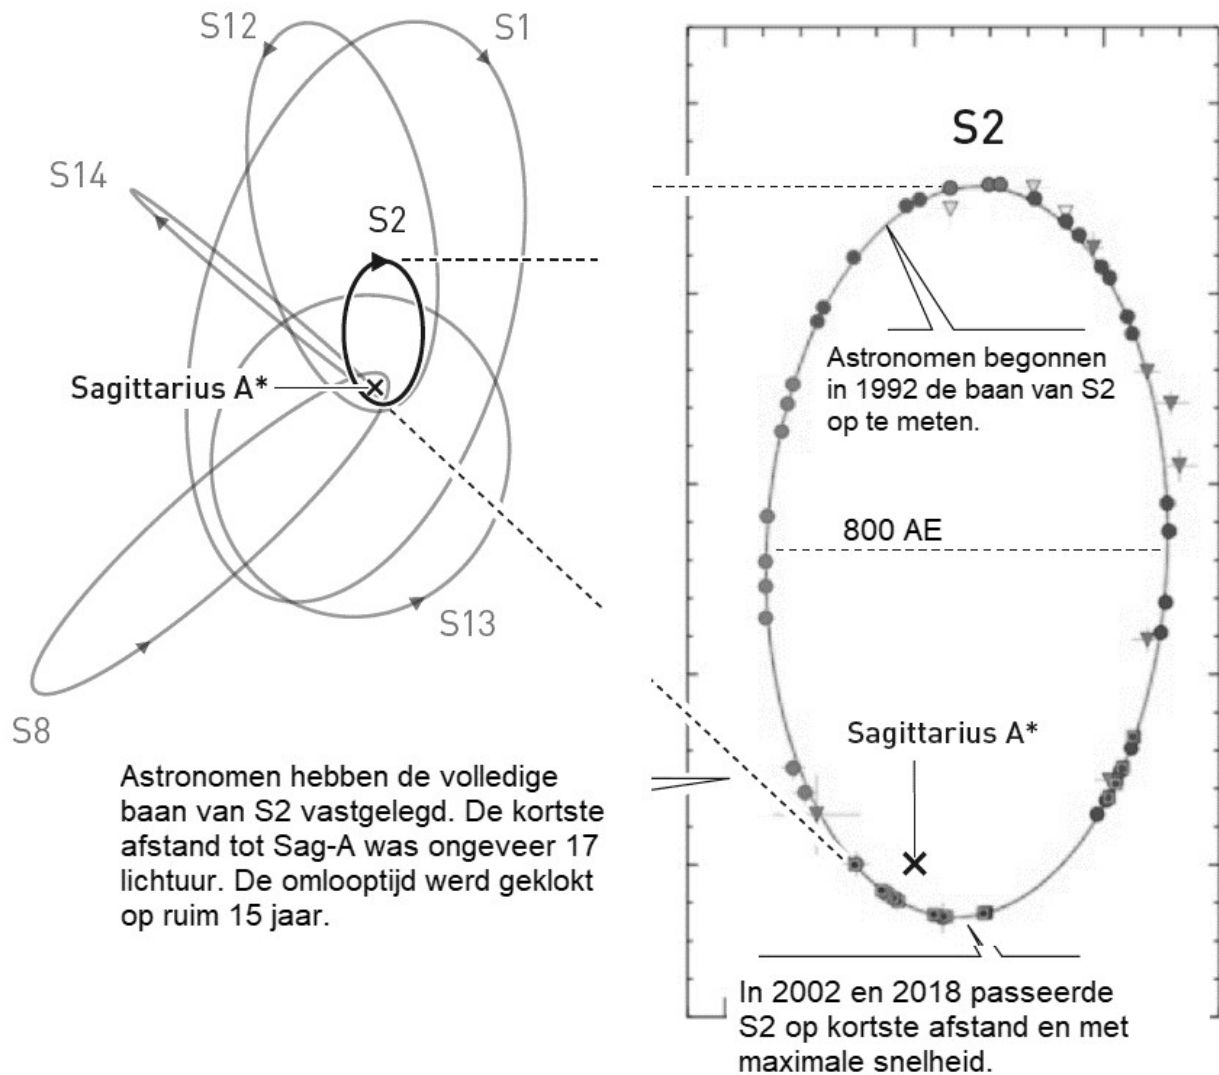 S12
S1
S14
S2
Sagittarius A*
S13
S8
Astronomen hebben de volledige
baan van S2 vastgelegd. De kortste
afstand tot Sag-A was ongeveer 17
lichtuur. De omlooptijd werd geklokt
op ruim 15 jaar.
S2
Astronomen begonnen
in 1992 de baan van S2
op te meten.
800 AE
Sagittarius A*
In 2002 en 2018 passeerde
S2 op kortste afstand en met
maximale snelheid.